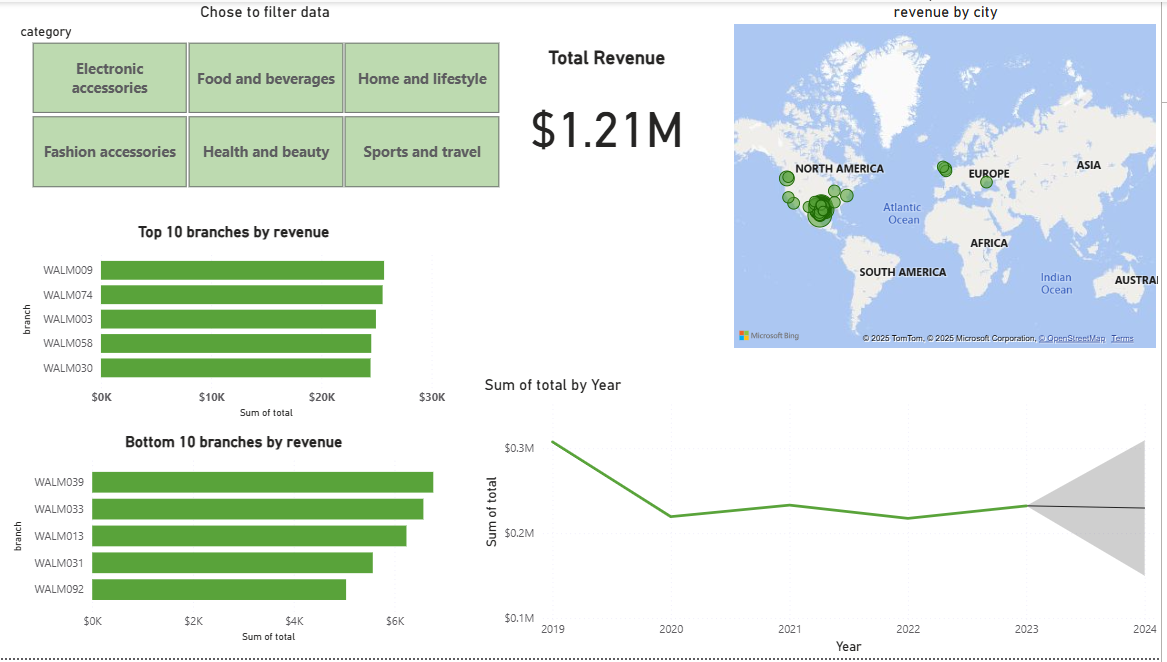 Chose to filter data
category
Electronic
accessories
Food and beverages
Home and lifestyle
Fashion accessories
Health and beauty
Sports and travel
Total Revenue
$1.21M
revenue by city
NORTH AMERICA
EUROPE
ASIA
Atlantic
Ocean
AFRICA
SOUTH AMERICA
Indian
Ocean
AUSTRA
Microsoft Bing
© 2025 TomTom, © 2025 Microsoft Corporation, © OpenStreetMap Terms
Top 10 branches by revenue
branch
WALM009
WALM074
WALM003
WALM058
WALM030
$0K
$10K
$20K
$30K
Sum of total
Bottom 10 branches by revenue
branch
WALM039
WALM033
WALM013
WALM031
WALM092
$0K
$2K
$4K
$6K
Sum of total
Sum of total by Year
Sum of total
$0.3M
$0.2M
$0.1M
2019
2020
2021
2022
2023
2024
Year